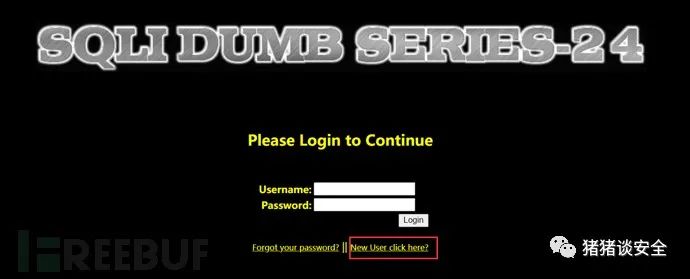 SQLI DUMB SERIES-24
Please Login to Continue
Username:
Password:
Login
Forgot your password? || New User click here?
FREEBUF
猪猪谈安全